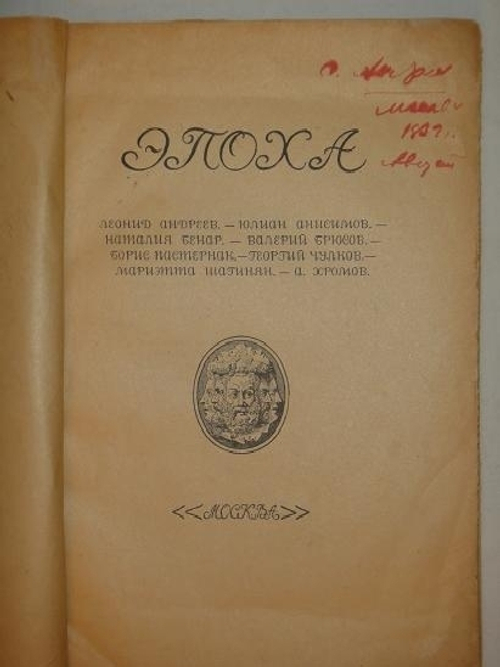 ЭПОХА
ЛЕОНИД АНДРЕЕВ. — ЮЛИАН АНИСИМОВ. —
НАТАЛИЯ БЕНАР. — ВАЛЕРИЙ БРЮСОВ. —
БОРИС ПАСТЕРНАК. — ГЕОРГИЙ ЧУЛКОВ. —
МАРИЭТТА ШАГИНЯН. — А. ХРОМОВ.
<<МОСКВА>>